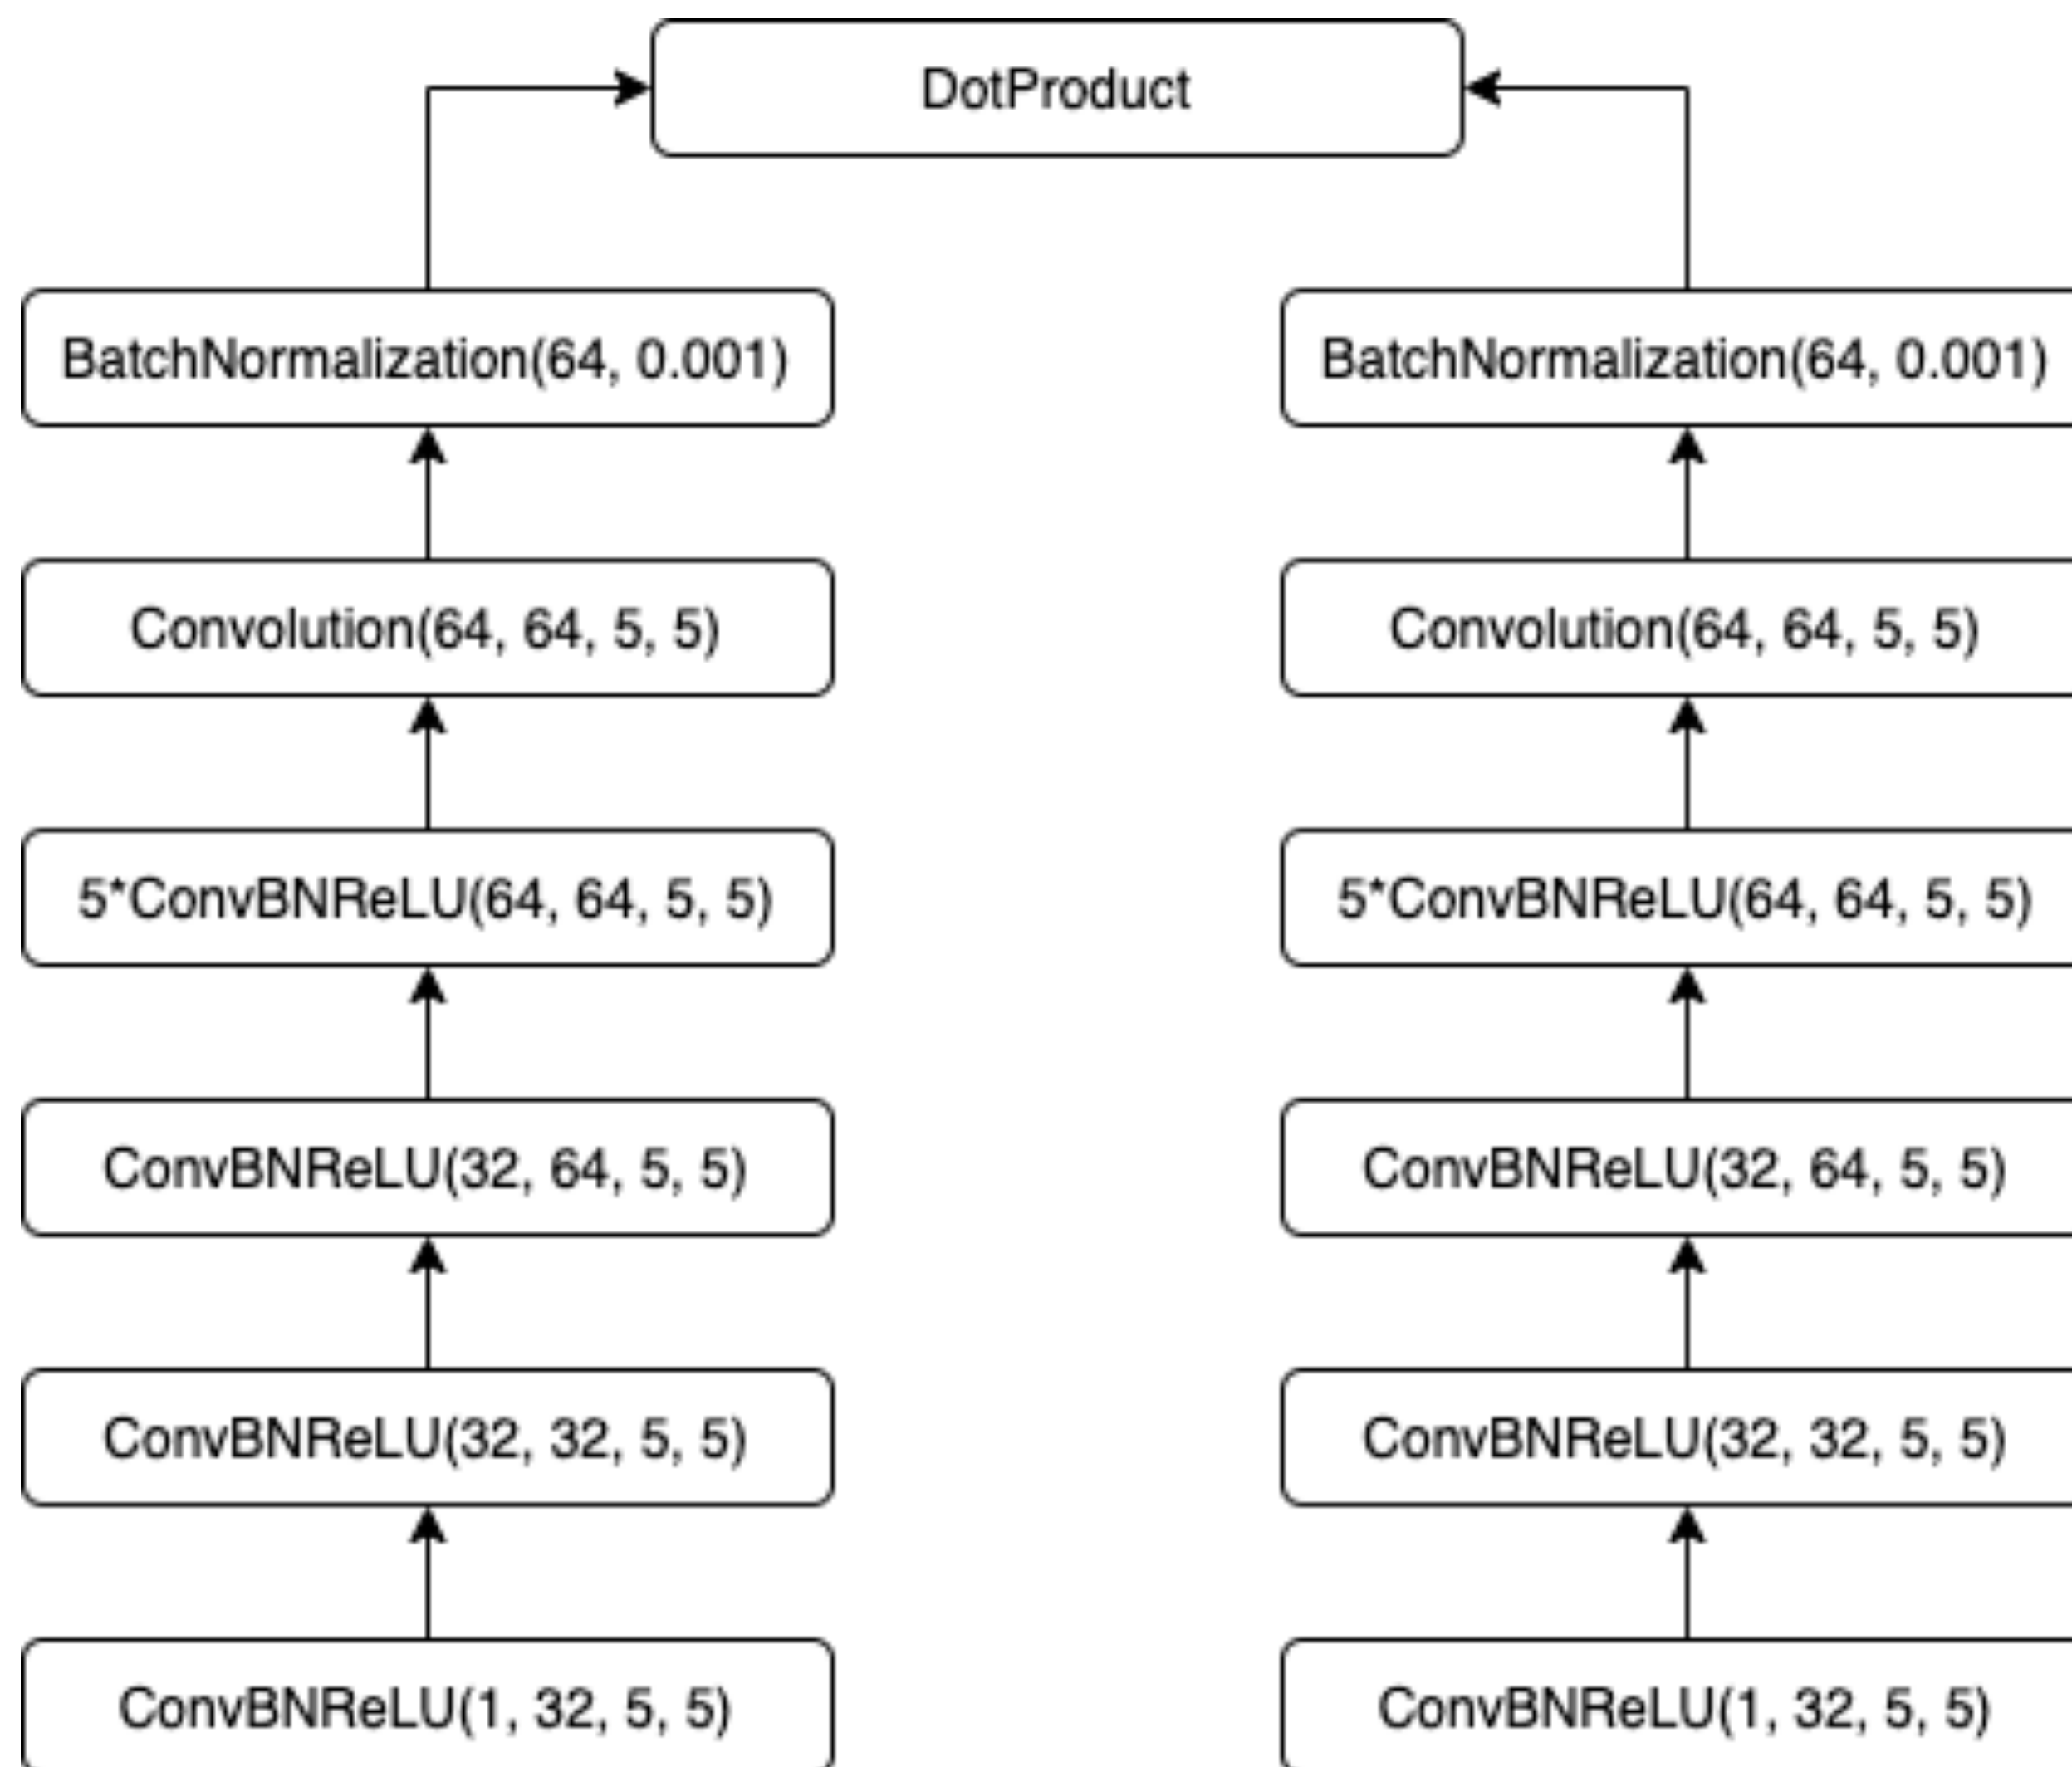 DotProduct
BatchNormalization(64, 0.001)
BatchNormalization(64, 0.001)
Convolution(64, 64, 5, 5)
Convolution(64, 64, 5, 5)
5*ConvBNReLU(64, 64, 5, 5)
5*ConvBNReLU(64, 64, 5, 5)
ConvBNReLU(32, 64, 5, 5)
ConvBNReLU(32, 64, 5, 5)
ConvBNReLU(32, 32, 5, 5)
ConvBNReLU(32, 32, 5, 5)
ConvBNReLU(1, 32, 5, 5)
ConvBNReLU(1, 32, 5, 5)